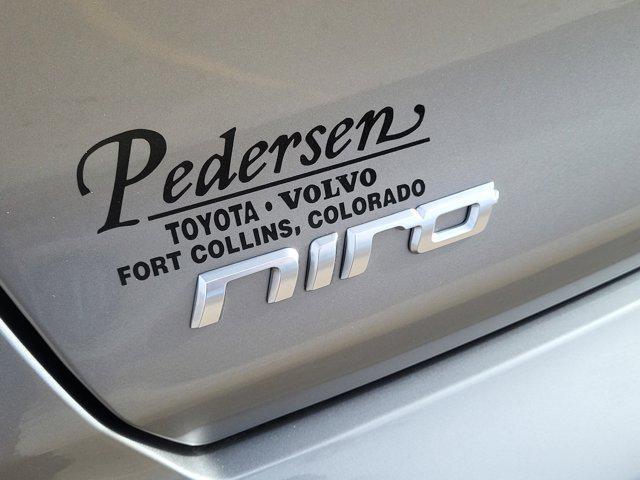 Pedersen
TOYOTA · VOLVO
FORT COLLINS, COLORADO
niro